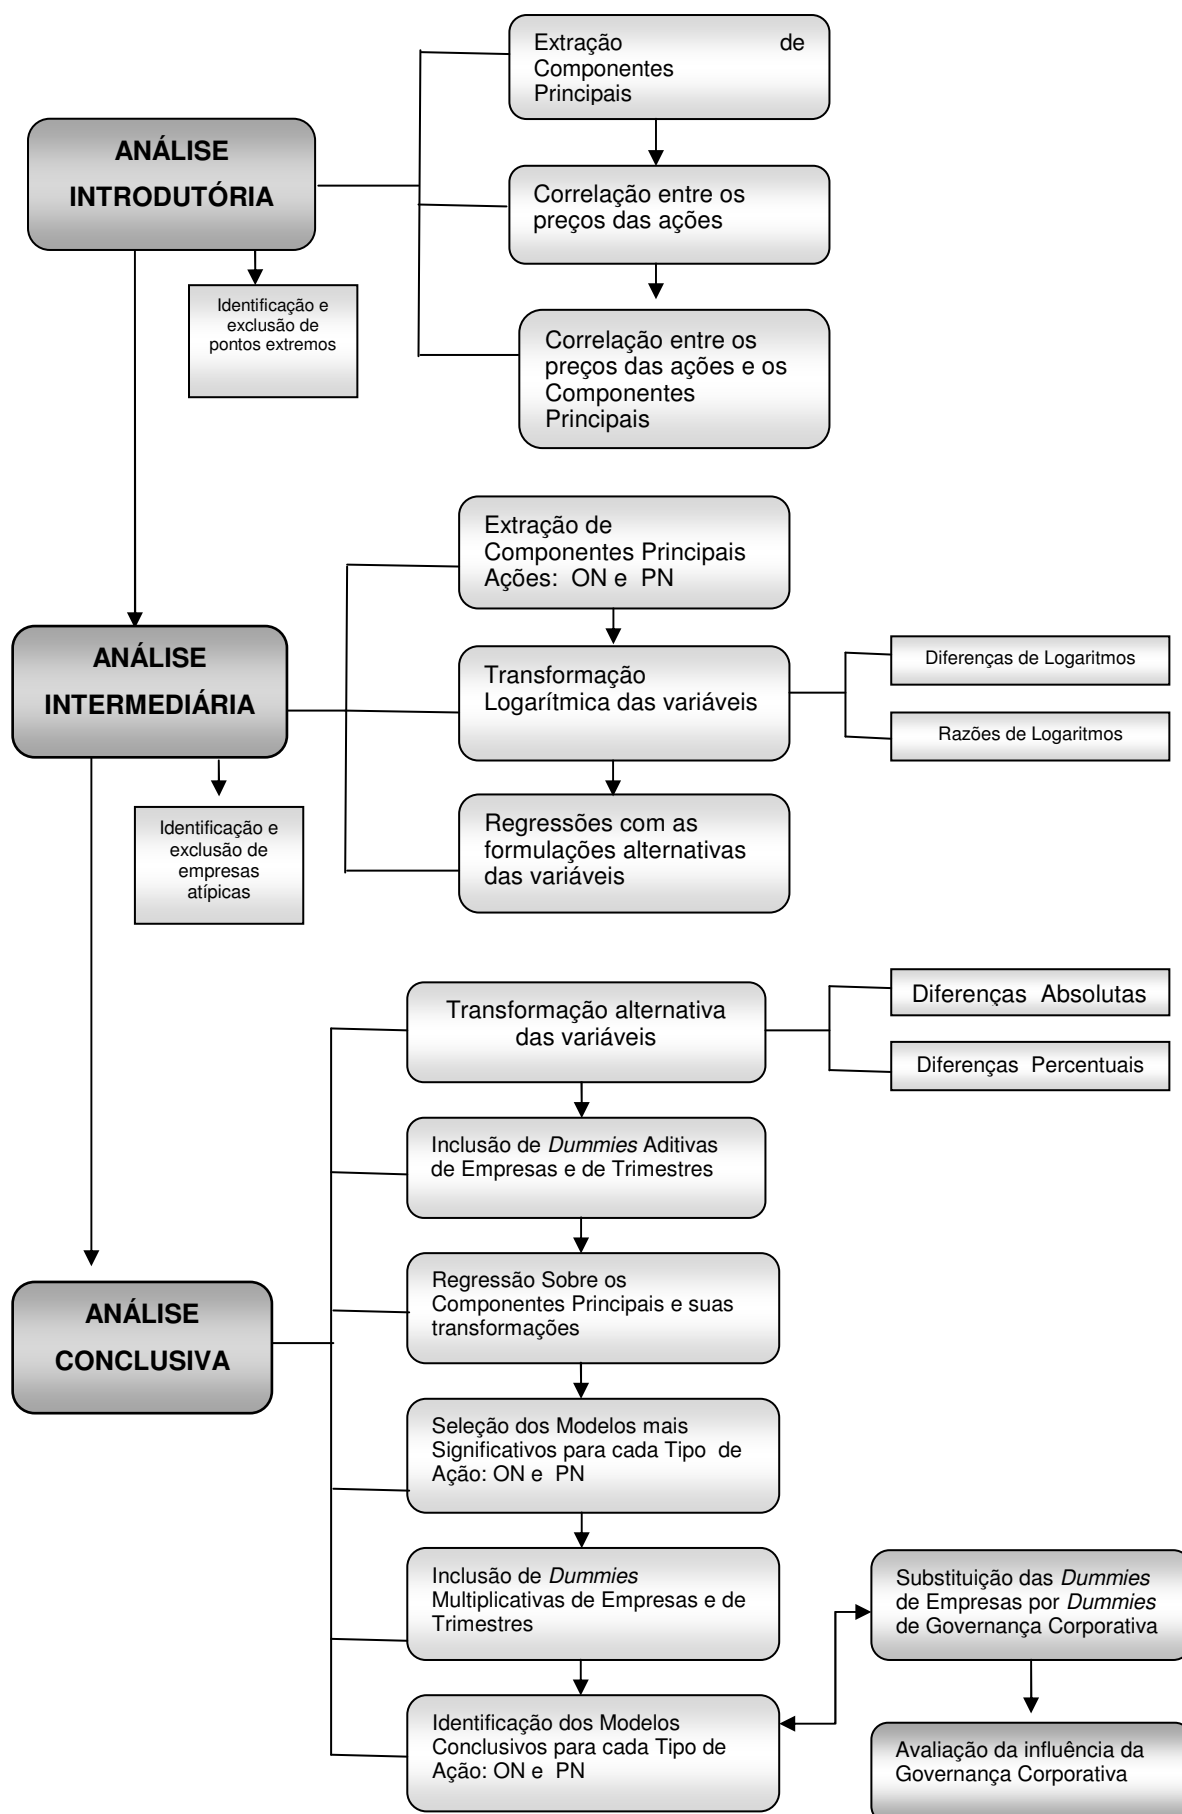 Extração de
Componentes
Principais
ANÁLISE
INTRODUTÓRIA
Correlação entre os
preços das ações
Identificação e
exclusão de
pontos extremos
Correlação entre os
preços das ações e os
Componentes
Principais
Extração de
Componentes Principais
Ações: ON e PN
ANÁLISE
INTERMEDIÁRIA
Transformação
Logarítmica das variáveis
Diferenças de Logaritmos
Razões de Logaritmos
Identificação e
exclusão de
empresas
atípicas
Regressões com as
formulações alternativas
das variáveis
Transformação alternativa
das variáveis
Diferenças Absolutas
Diferenças Percentuais
Inclusão de Dummies Aditivas
de Empresas e de Trimestres
ANÁLISE
CONCLUSIVA
Regressão Sobre os
Componentes Principais e suas
transformações
Seleção dos Modelos mais
Significativos para cada Tipo de
Ação: ON e PN
Inclusão de Dummies
Multiplicativas de Empresas e de
Trimestres
Substituição das Dummies
de Empresas por Dummies
de Governança Corporativa
Identificação dos Modelos
Conclusivos para cada Tipo de
Ação: ON e PN
Avaliação da influência da
Governança Corporativa